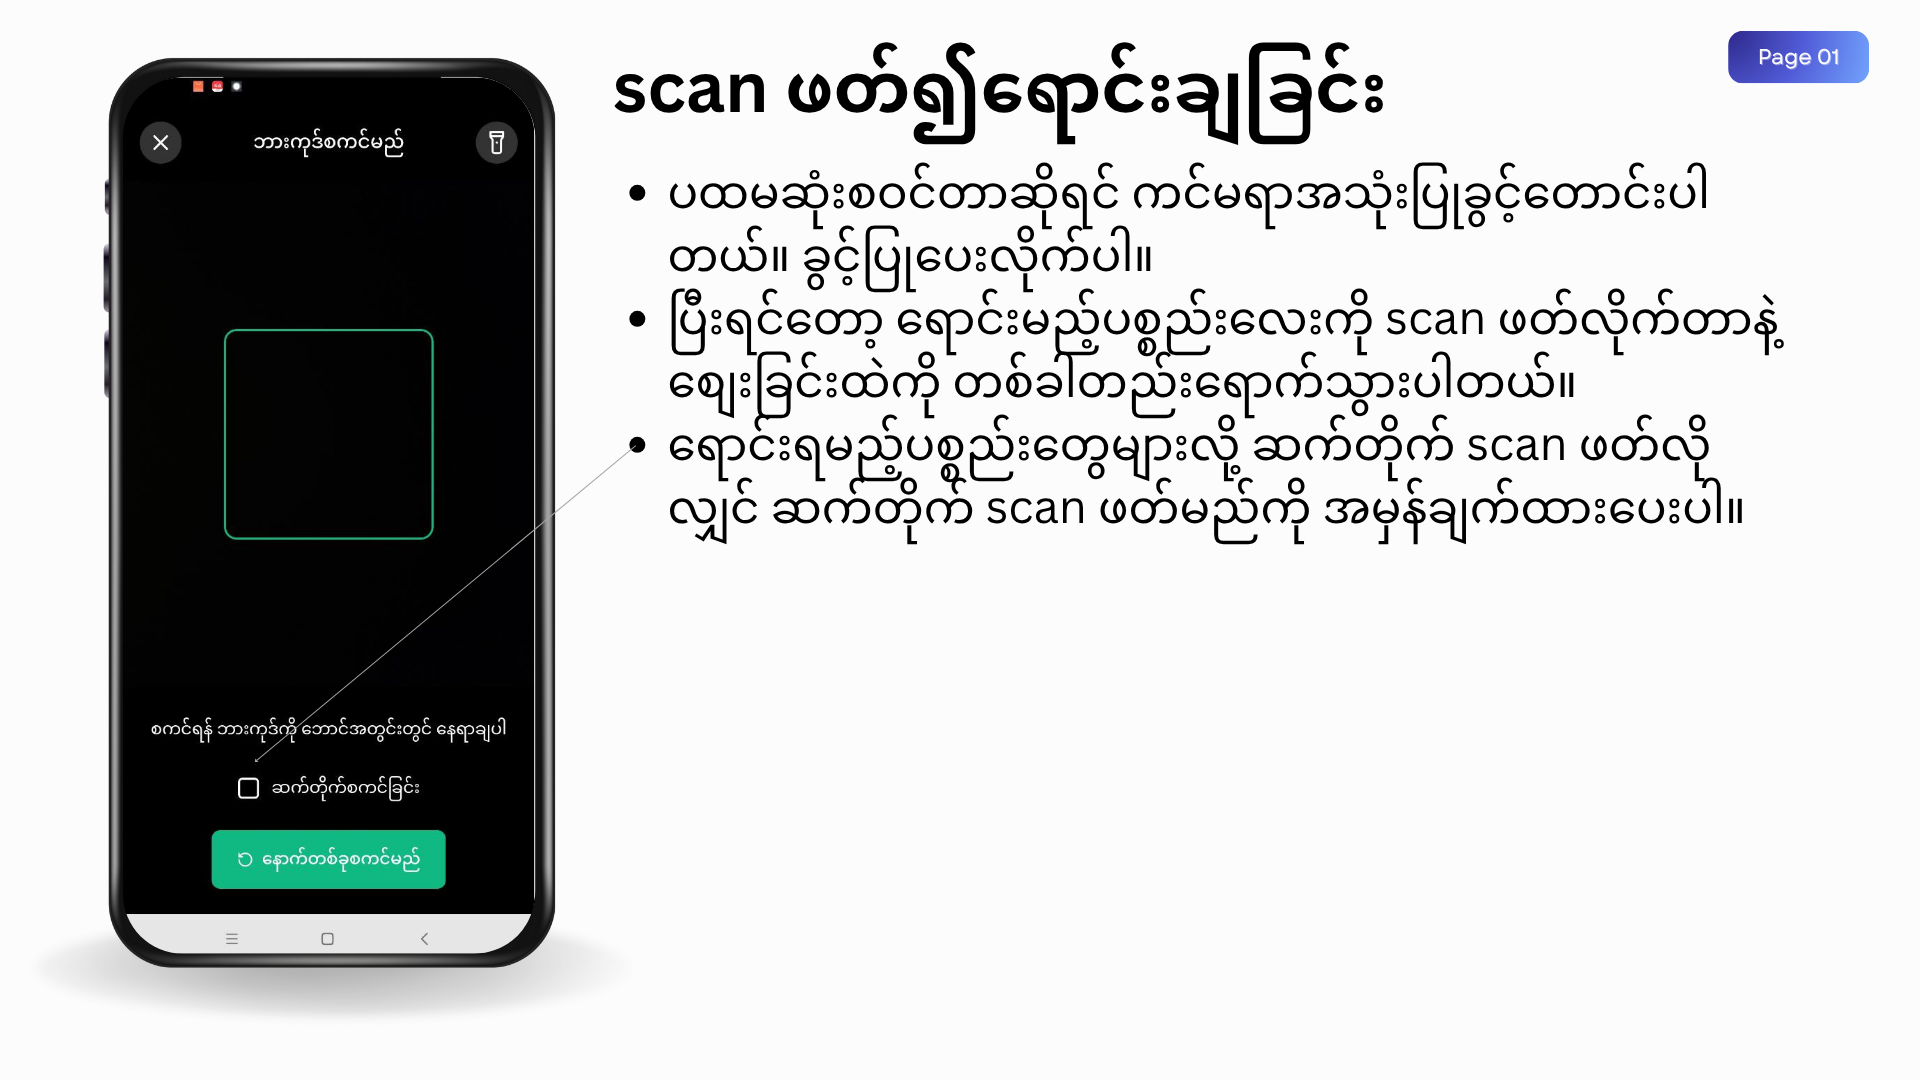 Page 01
scan ဖတ်၍ရောင်းချခြင်း
ပထမဆုံးစဝင်တာဆိုရင် ကင်မရာအသုံးပြုခွင့်တောင်းပါ
တယ်။ ခွင့်ပြုပေးလိုက်ပါ။
ပြီးရင်တော့ ရောင်းမည့်ပစ္စည်းလေးကို scan ဖတ်လိုက်တာနဲ့
စျေးခြင်းထဲကို တစ်ခါတည်းရောက်သွားပါတယ်။
ရောင်းရမည့်ပစ္စည်းတွေများလို့ ဆက်တိုက် scan ဖတ်လို
လျှင် ဆက်တိုက် scan ဖတ်မည်ကို အမှန်ချက်ထားပေးပါ။
ဘားကုဒ်စကင်မည်
စကင်ရန် ဘားကုဒ်ကို ဘောင်အတွင်းတွင် နေရာချပါ
ဆက်တိုက်စကင်ခြင်း
နောက်တစ်ခုစကင်မည်